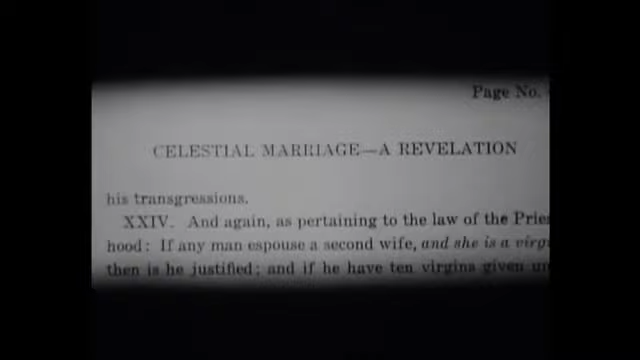 Page No.
CELESTIAL MARRIAGE—A REVELATION
his transgressions.
XXIV. And again, as pertaining to the law of the Pries
hood: If any man espouse a second wife, and she is a virg
then is he justified; and if he have ten virgins given un